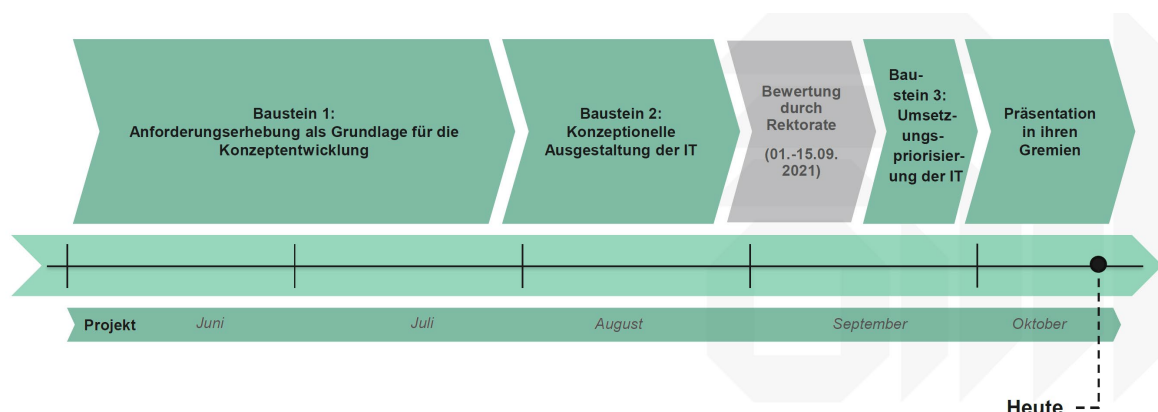 Baustein 1:
Anforderungserhebung als Grundlage für die
Konzeptentwicklung
Baustein 2:
Konzeptionelle
Ausgestaltung der IT
Bewertung
durch
Rektorate
(01.-15.09.
2021)
Bau-
stein 3:
Umsetz-
ungs-
priorisier-
ung der IT
Präsentation
in ihren
Gremien
Projekt
Juni
Juli
August
September
Oktober
Heute